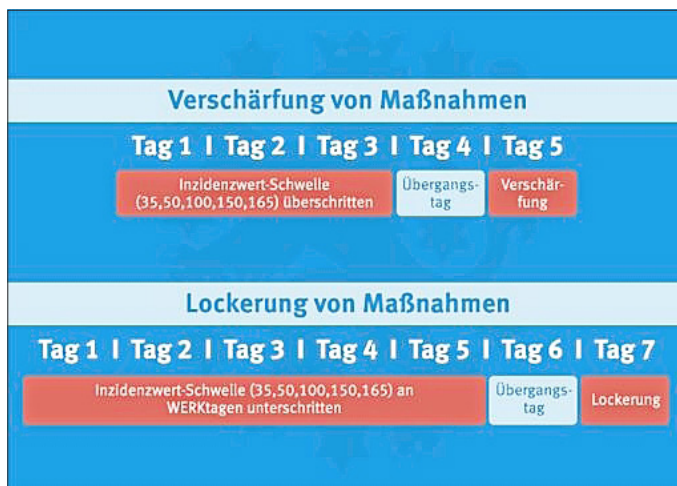 Verschärfung von Maßnahmen
Tag 1 | Tag 2 | Tag 3 | Tag 4 | Tag 5
Inzidenzwert-Schwelle
(35,50,100,150,165) überschritten
Übergangs-
tag
Verschär-
fung
Lockerung von Maßnahmen
Tag 1 | Tag 2 | Tag 3 | Tag 4 | Tag 5 | Tag 6 | Tag 7
Inzidenzwert-Schwelle (35,50,100,150,165) an
WERKtagen unterschritten
Übergangs-
tag
Lockerung